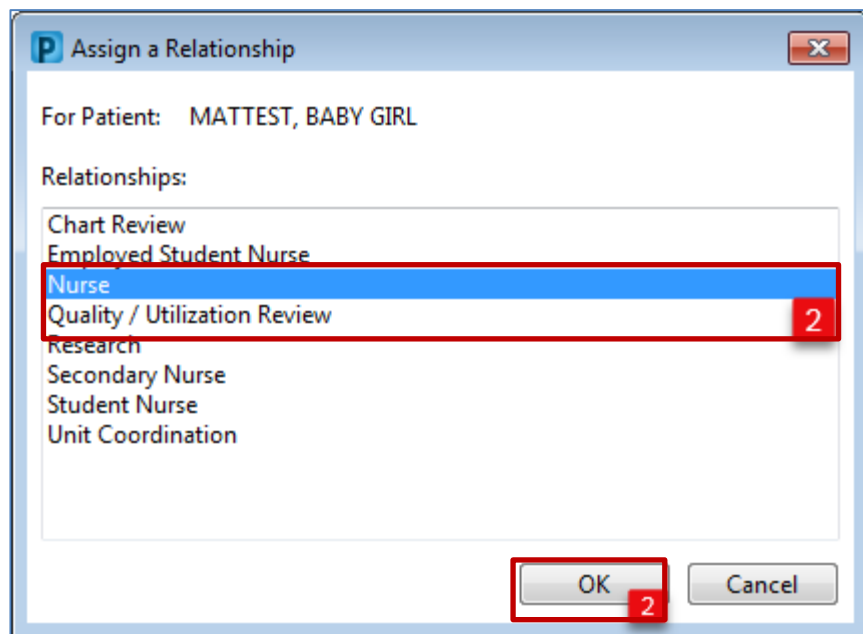 P Assign a Relationship
For Patient: MATTEST, BABY GIRL
Relationships:
Chart Review
Employed Student Nurse
Nurse
Quality / Utilization Review
2
Research
Secondary Nurse
Student Nurse
Unit Coordination
OK Cancel
2